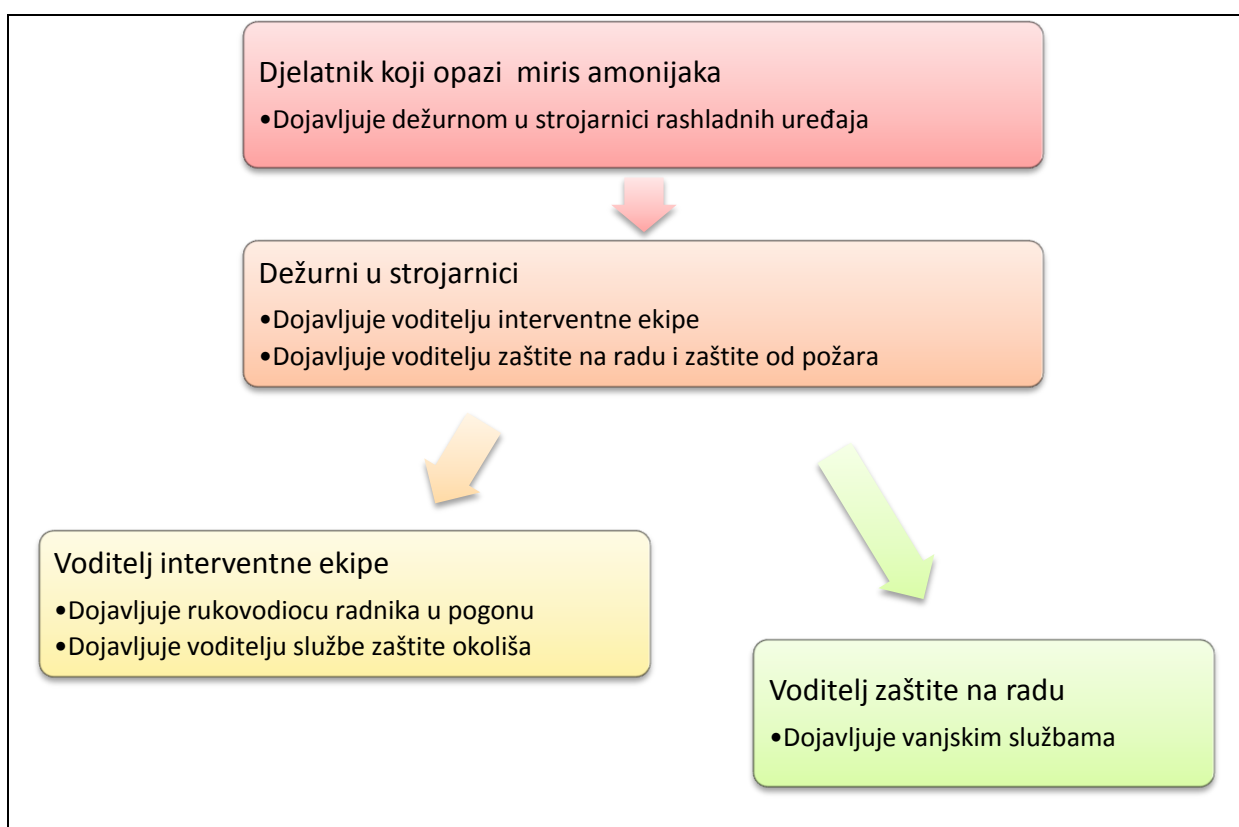 Djelatnik koji opazi  miris amonijaka
•Dojavljuje dežurnom u strojarnici rashladnih uređaja
Dežurni u strojarnici
•Dojavljuje voditelju interventne ekipe
•Dojavljuje voditelju zaštite na radu i zaštite od požara
Voditelj interventne ekipe
•Dojavljuje rukovodiocu radnika u pogonu
•Dojavljuje voditelju službe zaštite okoliša
Voditelj zaštite na radu
•Dojavljuje vanjskim službama